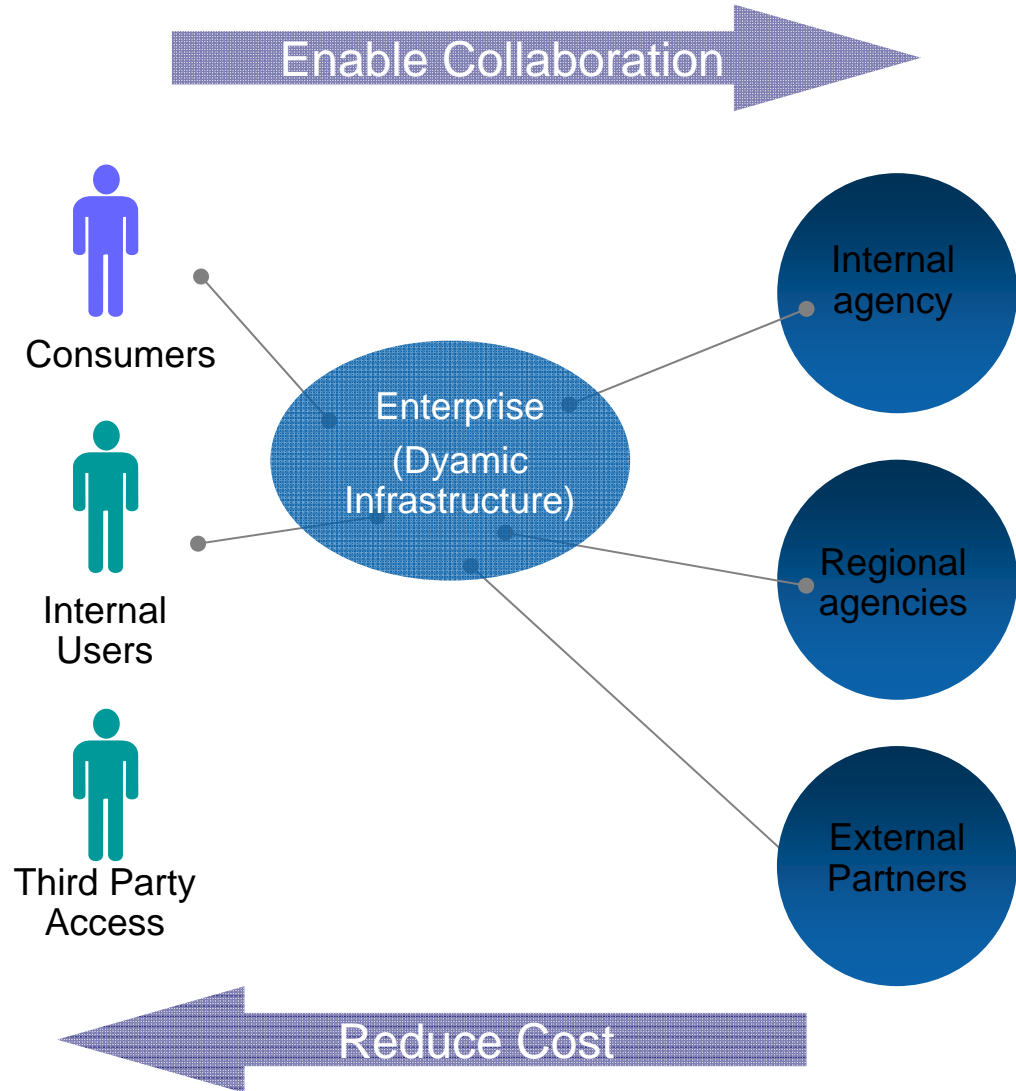 Enable Collaboration
Consumers
Internal
Users
Third Party
Access
Enterprise
(Dyamic
Infrastructure)
Internal
agency
Regional
agencies
External
Partners
Reduce Cost